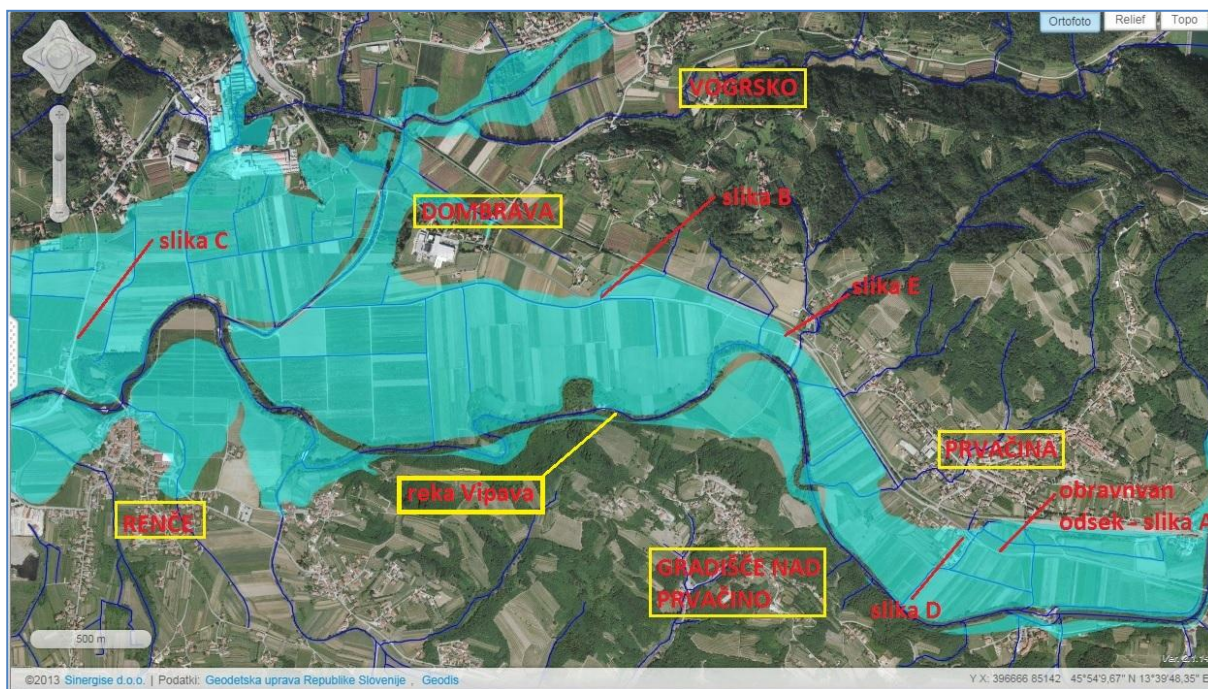 Ortofoto
Relief
Topo
VOGRSKO
DOMBRAVA
slika B
slika C
slika E
PRVAČINA
reka Vipava
obravnvan
odsek - slika A
RENČE
GRADIŠČE NAD
PRVAČINO
slika D
500 m
©2013 Sinergise d.o.o. | Podatki: Geodetska uprava Republike Slovenije , Geodis
Y X: 396666 85142 45°54'9,67" N 13°39'48,35" E